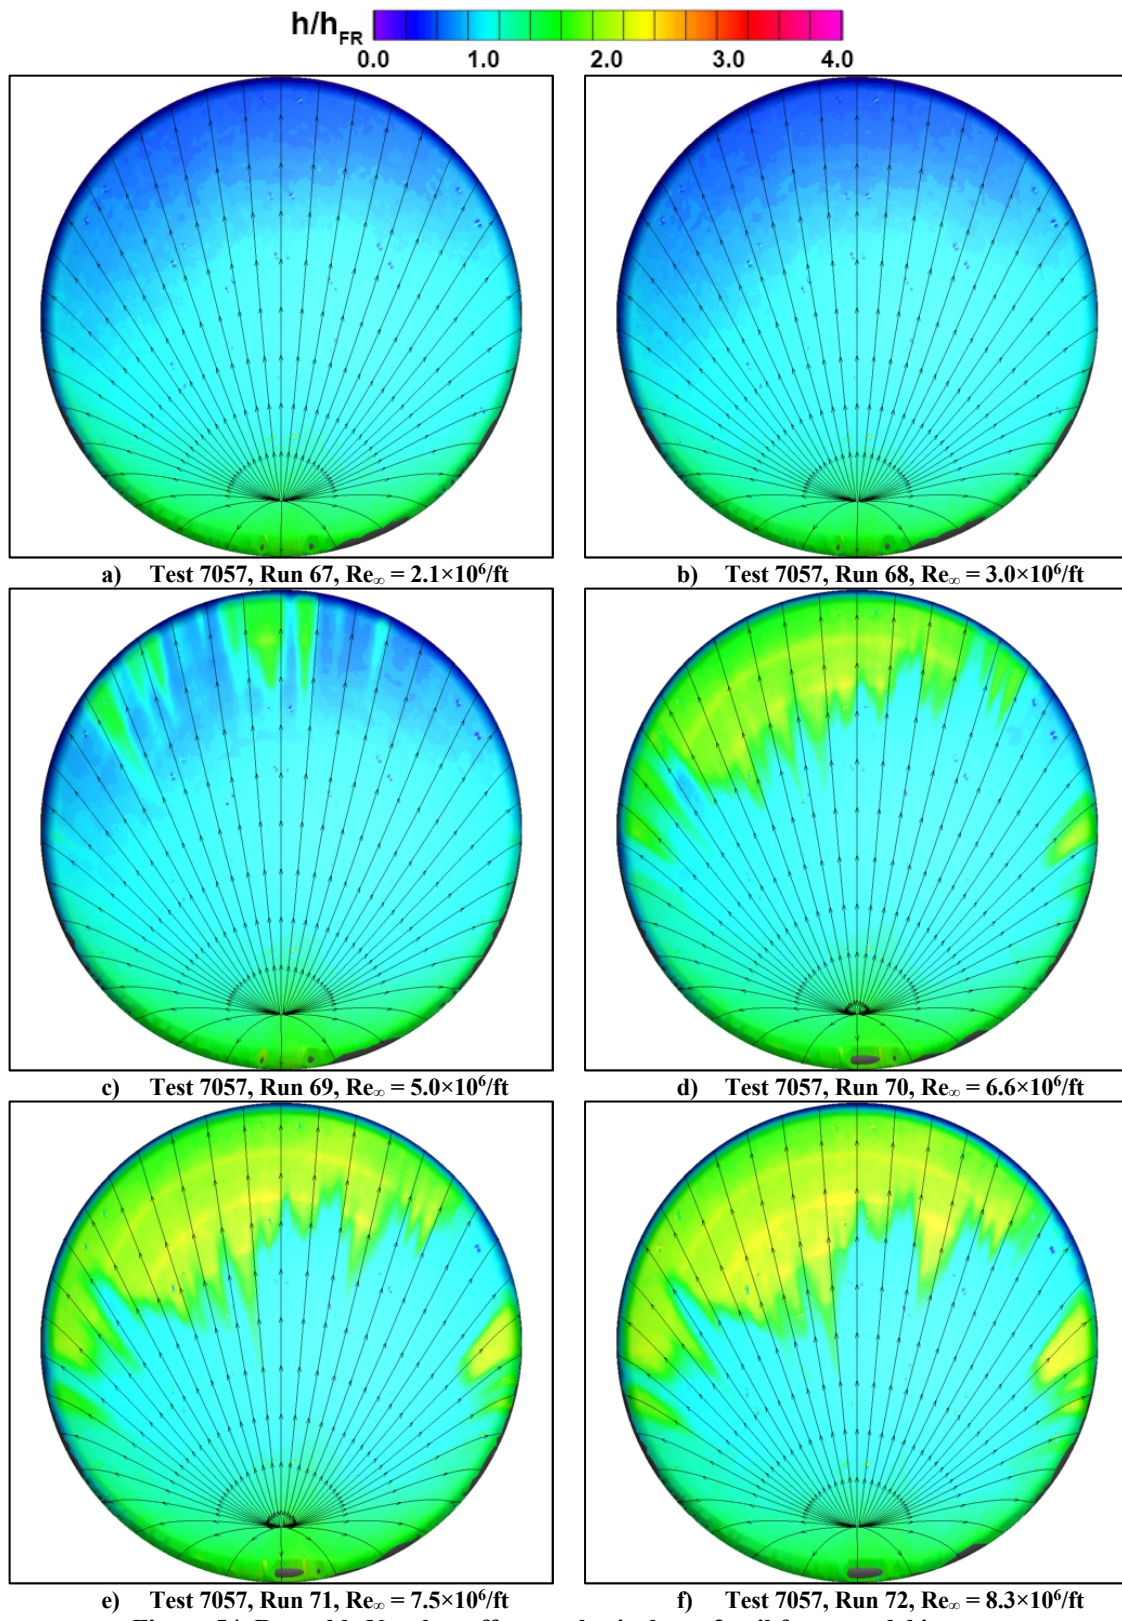 h/hFR
0.0 1.0 2.0 3.0 4.0
a) Test 7057, Run 67, Re∞ = 2.1×10⁶/ft
b) Test 7057, Run 68, Re∞ = 3.0×10⁶/ft
c) Test 7057, Run 69, Re∞ = 5.0×10⁶/ft
d) Test 7057, Run 70, Re∞ = 6.6×10⁶/ft
e) Test 7057, Run 71, Re∞ = 7.5×10⁶/ft
f) Test 7057, Run 72, Re∞ = 8.3×10⁶/ft